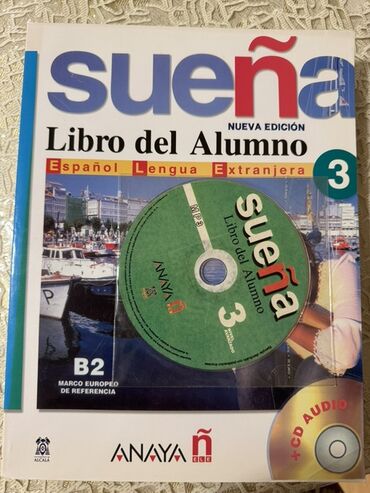 sueña
NUEVA EDICIÓN
Libro del Alumno
Español Lengua Extranjera
3
MP3
sueña
Libro del Alumno
3
ANAYA ñ
B2
MARCO EUROPEO
DE REFERENCIA
+CD AUDIO
ALCALÁ
ANAYA ñ
ELE